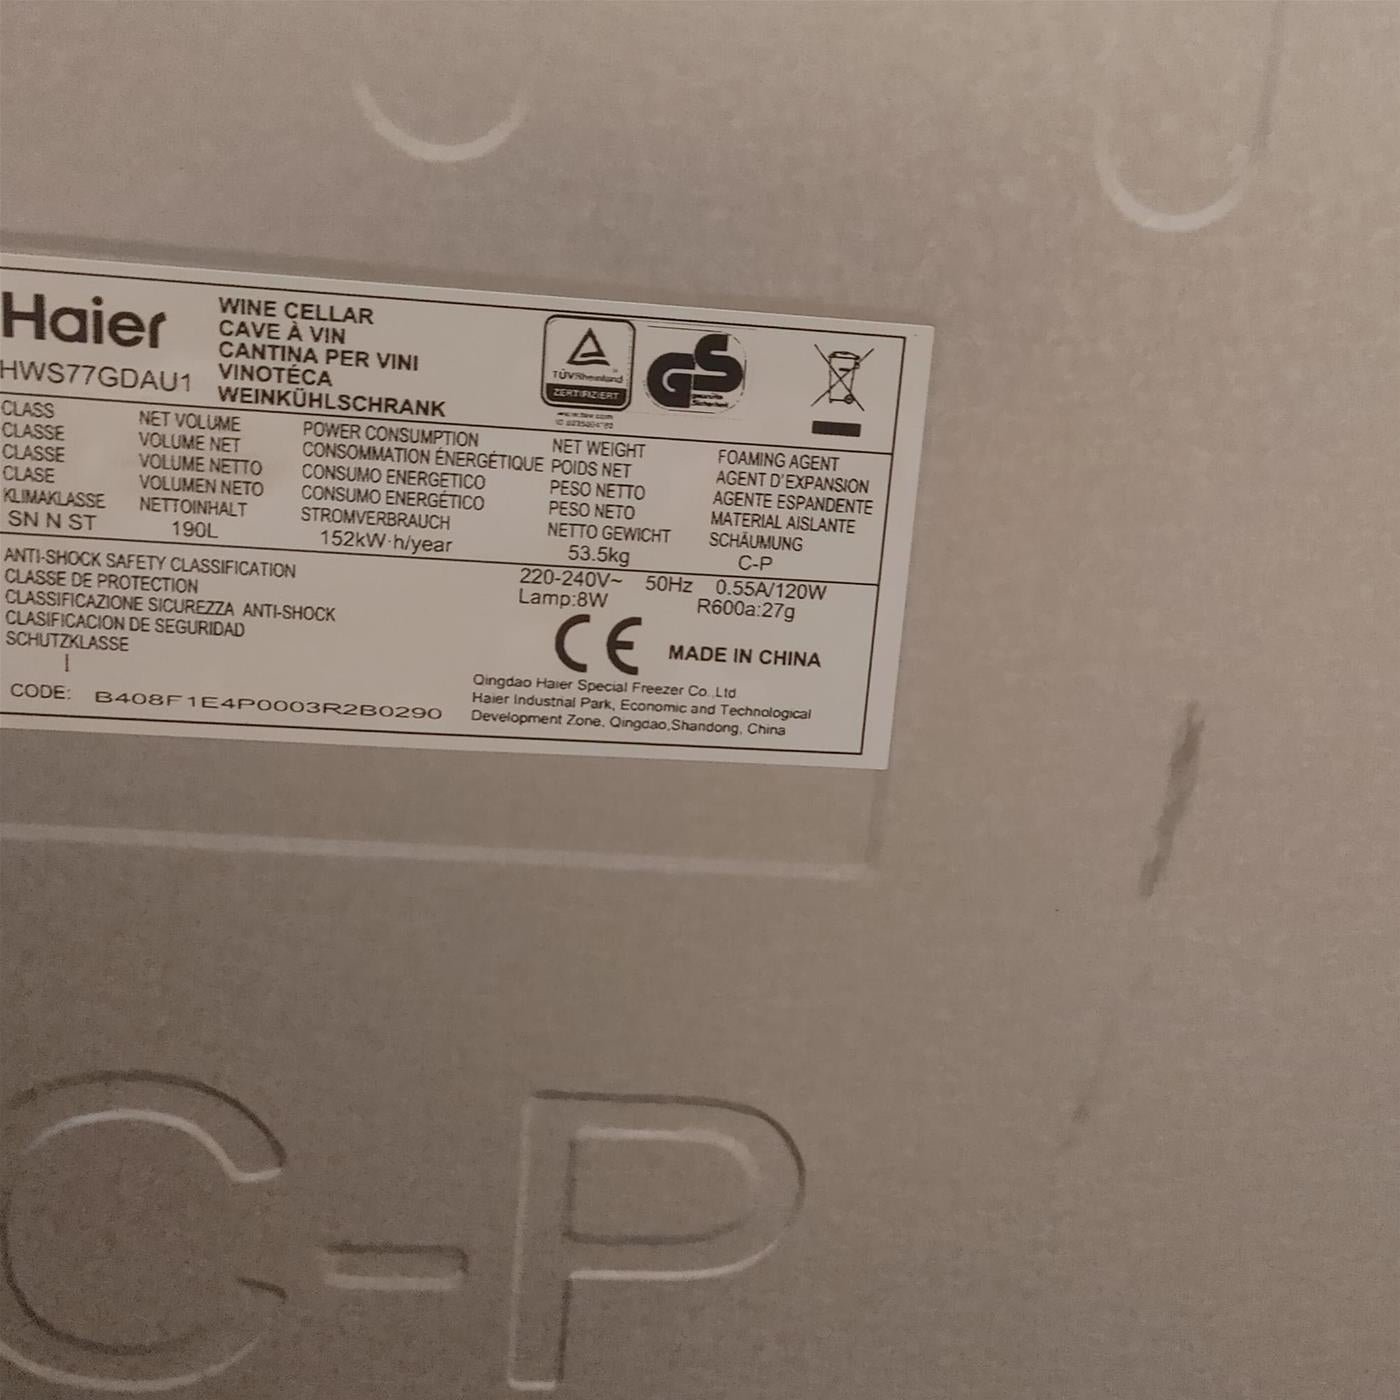 Haier
HWS77GDAU1
WINE CELLAR
CAVE À VIN
CANTINA PER VINI
VINOTÉCA
WEINKÜHLSCHRANK
TÜVRheinland
ZERTIFIZIERT
GS
geprüfte
Sicherheit
CLASS
CLASSE
CLASSE
CLASE
KLIMAKLASSE
SN N ST
NET VOLUME
VOLUME NET
VOLUME NETTO
VOLUMEN NETO
NETTOINHALT
190L
POWER CONSUMPTION
CONSOMMATION ÉNERGÉTIQUE
CONSUMO ENERGETICO
CONSUMO ENERGÉTICO
STROMVERBRAUCH
152kW·h/year
NET WEIGHT
POIDS NET
PESO NETTO
PESO NETO
NETTO GEWICHT
53.5kg
FOAMING AGENT
AGENT D'EXPANSION
AGENTE ESPANDENTE
MATERIAL AISLANTE
SCHÄUMUNG
C-P
ANTI-SHOCK SAFETY CLASSIFICATION
CLASSE DE PROTECTION
CLASSIFICAZIONE SICUREZZA ANTI-SHOCK
CLASIFICACION DE SEGURIDAD
SCHUTZKLASSE
I
220-240V~ 50Hz 0.55A/120W
Lamp:8W R600a:27g
CE MADE IN CHINA
CODE: B408F1E4P0003R2B0290
Qingdao Haier Special Freezer Co.,Ltd
Haier Industrial Park, Economic and Technological
Development Zone, Qingdao,Shandong, China
C-P